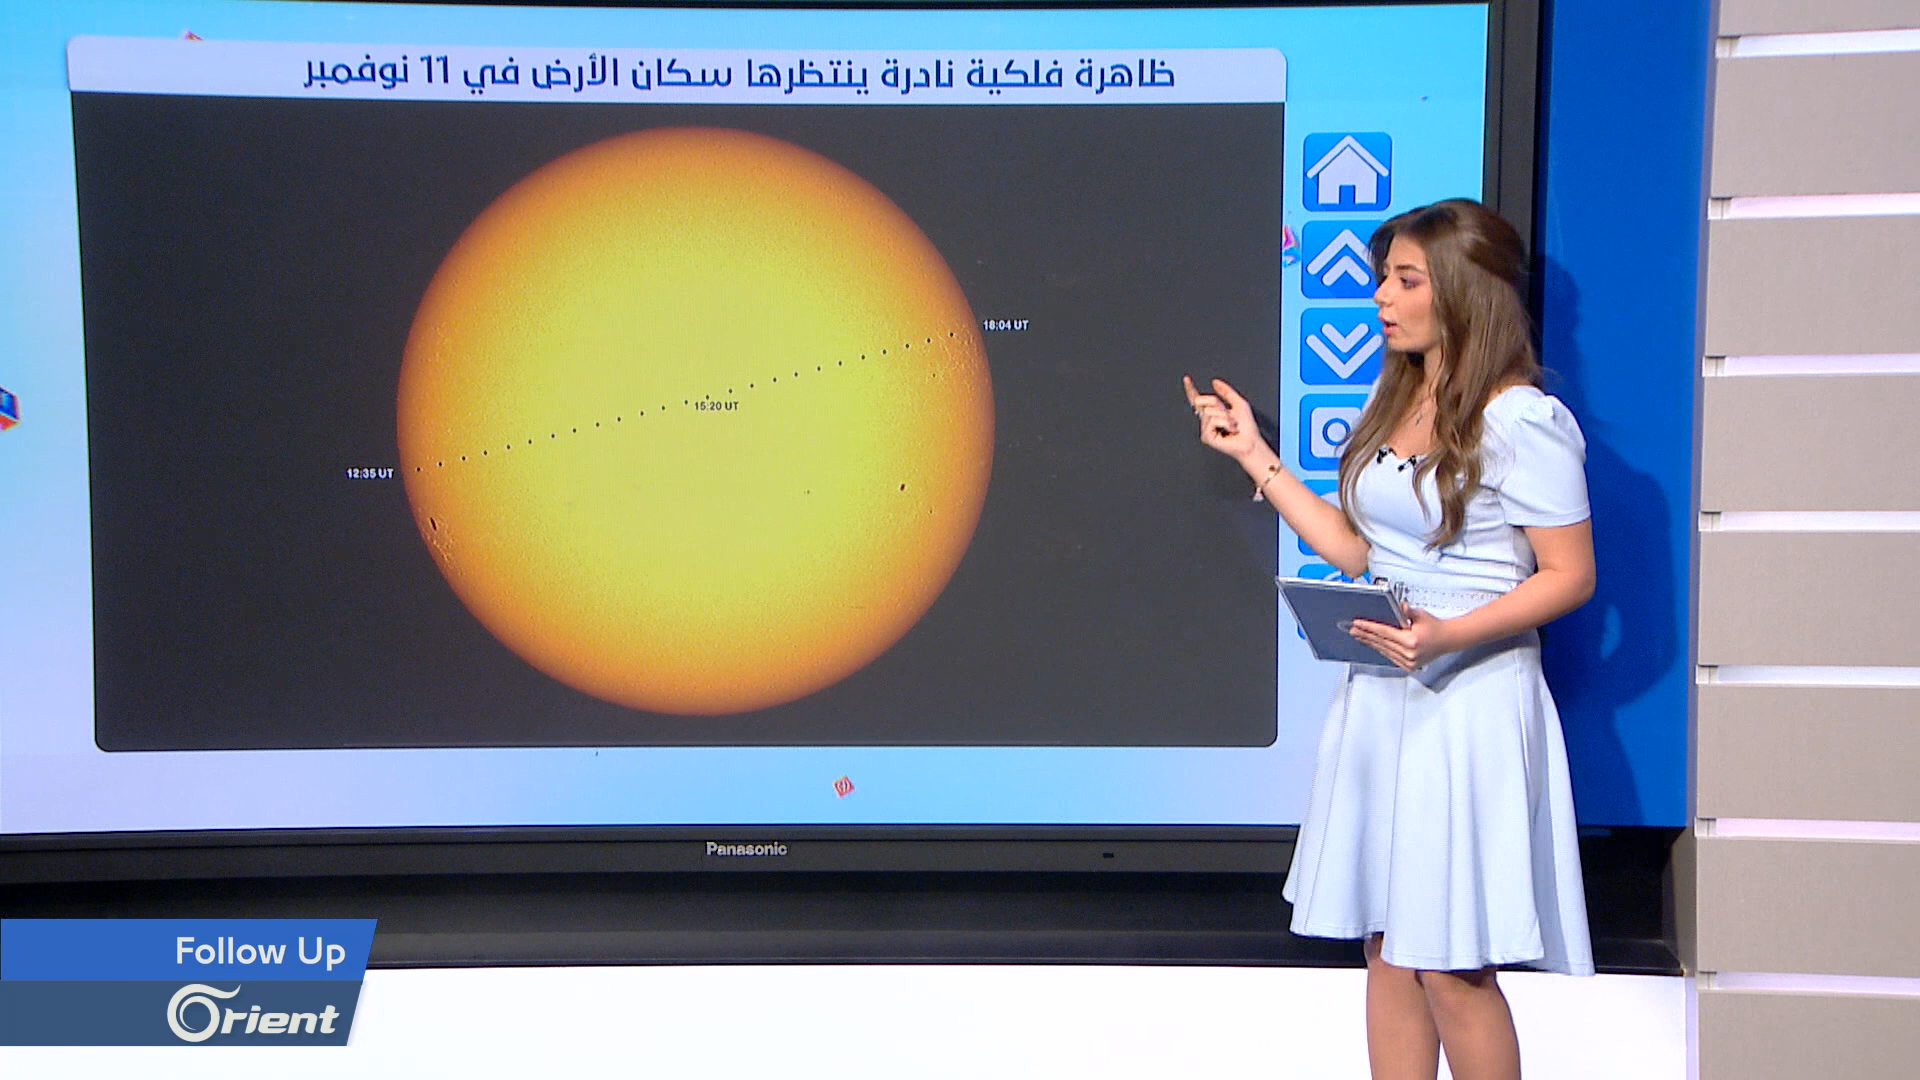 ظاهرة فلكية نادرة ينتظرها سكان الأرض في 11 نوفمبر
18:04 UT
15:20 UT
12:35 UT
Panasonic
Follow Up
Orient